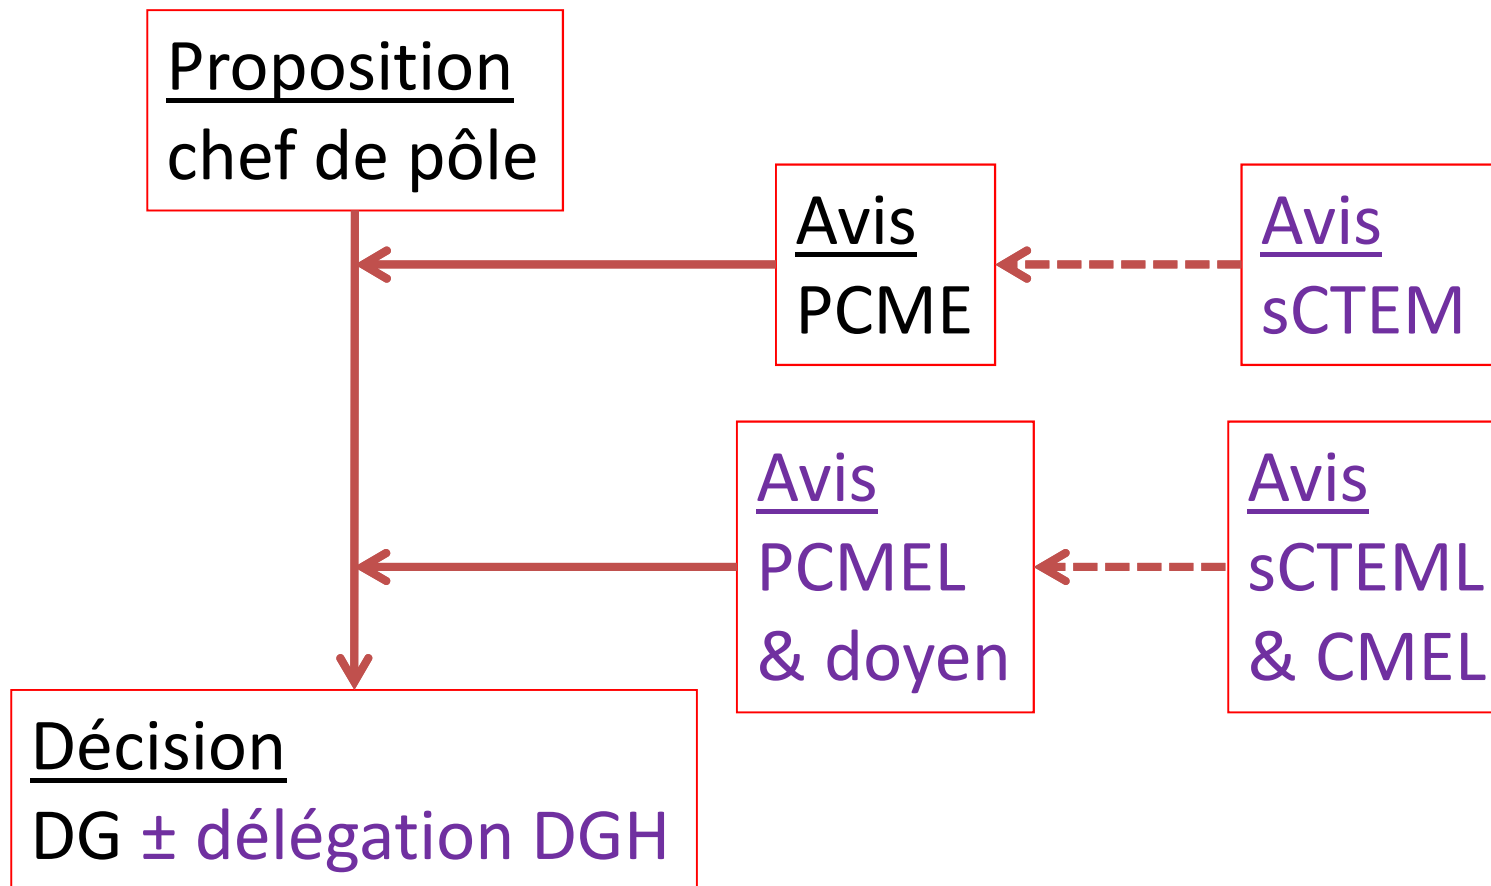 Proposition
chef de pôle
Avis
PCME
Avis
sCTEM
Avis
PCMEL
& doyen
Avis
sCTEML
& CMEL
Décision
DG ± délégation DGH